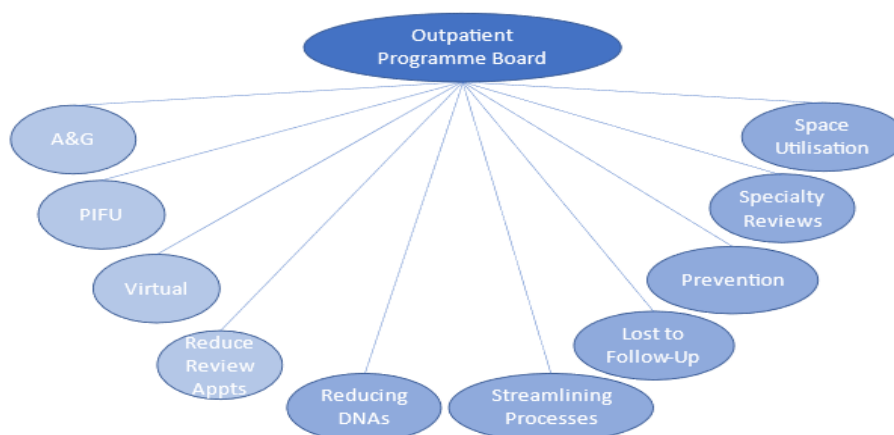 Outpatient
Programme Board
A&G
PIFU
Virtual
Reduce
Review
Appts
Reducing
DNAs
Streamlining
Processes
Lost to
Follow-Up
Prevention
Specialty
Reviews
Space
Utilisation